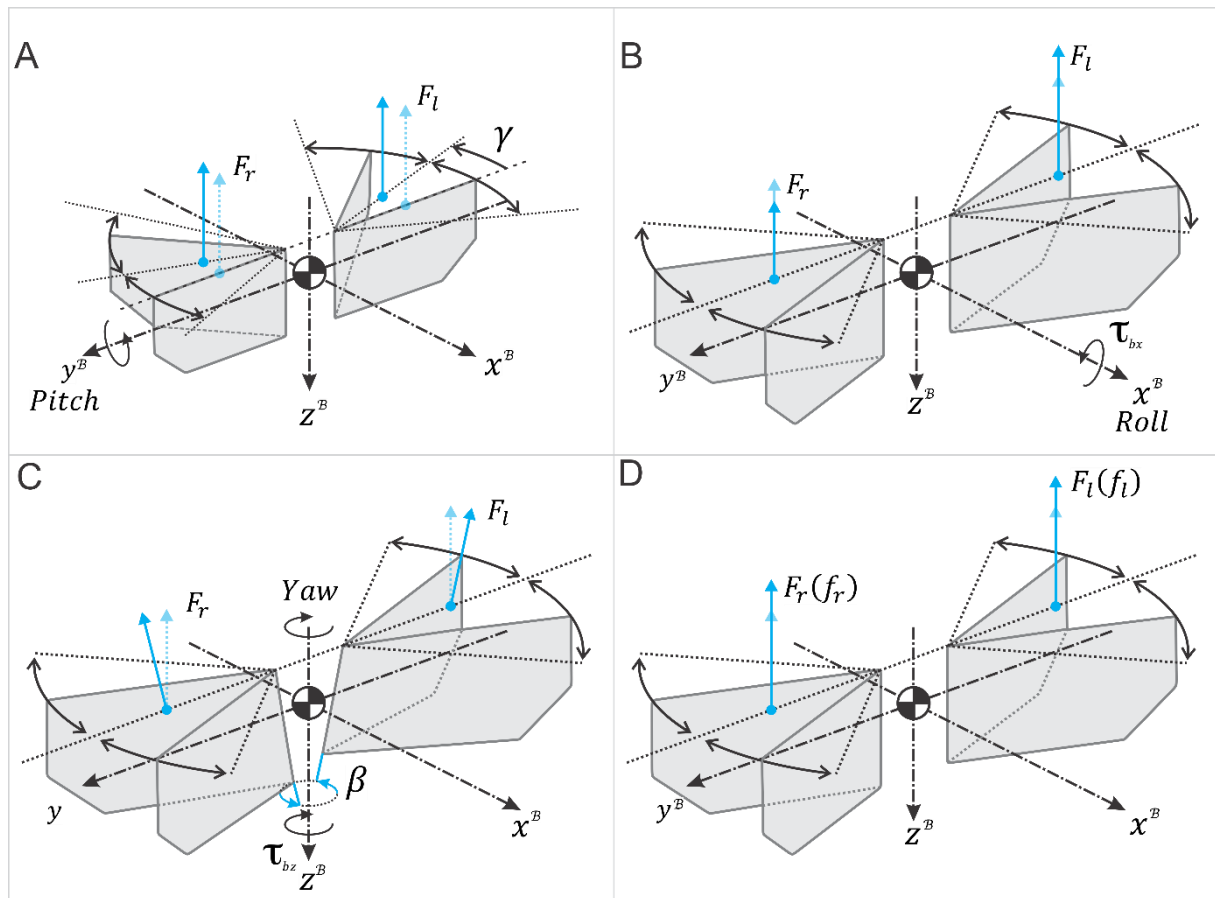 A
F_l
γ
F_r
y^B
Pitch
x^B
z^B
B
F_l
F_r
τ_bx
y^B
x^B
z^B
Roll
C
F_l
F_r
Yaw
β
y
x^B
τ_bz
z^B
D
F_l(f_l)
F_r(f_r)
y^B
x^B
z^B